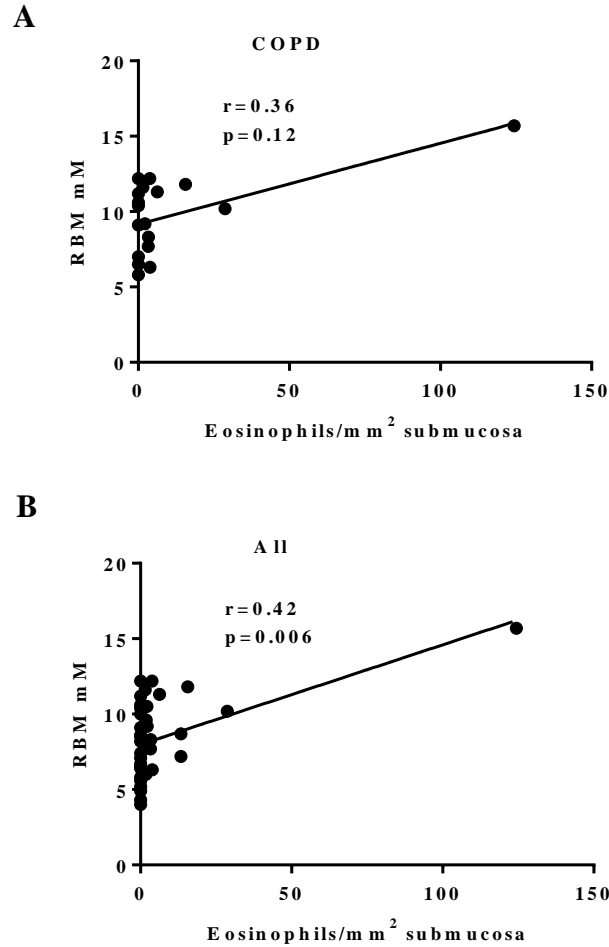 A
COPD
r=0.36
p=0.12
20
15
10
5
0
RBM mM
0 50 100 150
Eosinophils/mm² submucosa
B
All
r=0.42
p=0.006
20
15
10
5
0
RBM mM
0 50 100 150
Eosinophils/mm² submucosa